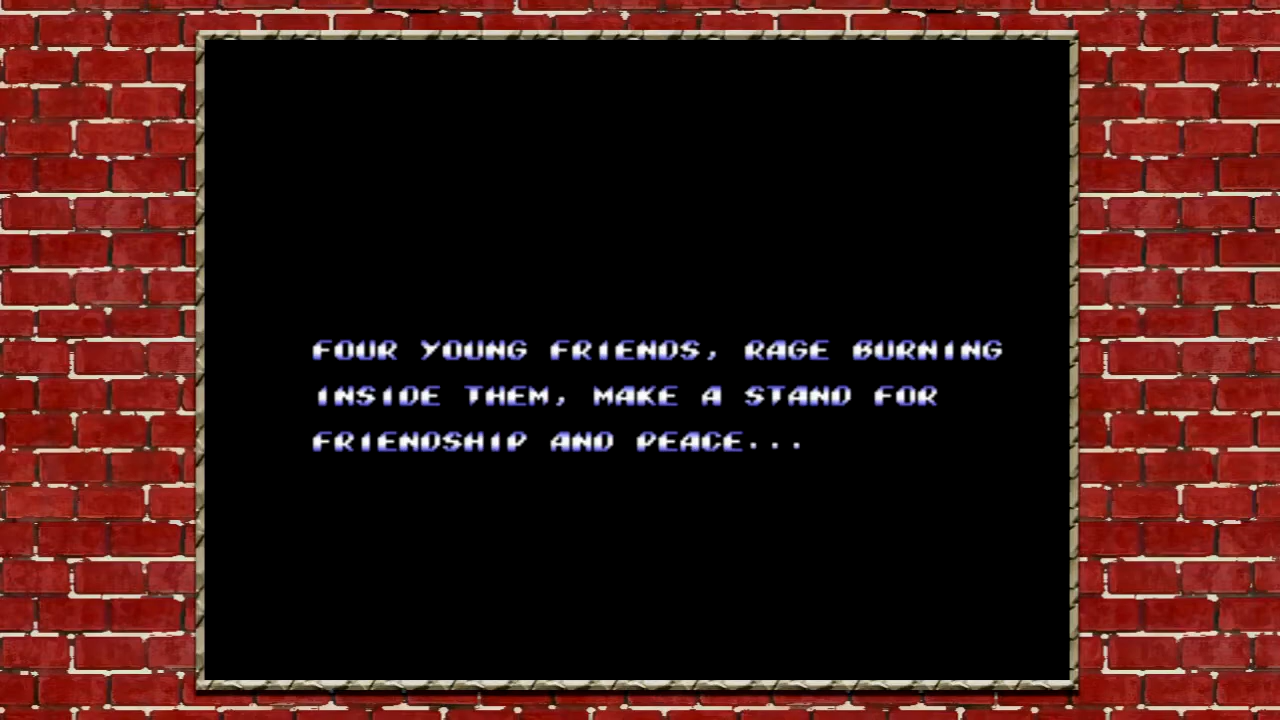 FOUR YOUNG FRIENDS, RAGE BURNING
INSIDE THEM, MAKE A STAND FOR
FRIENDSHIP AND PEACE...